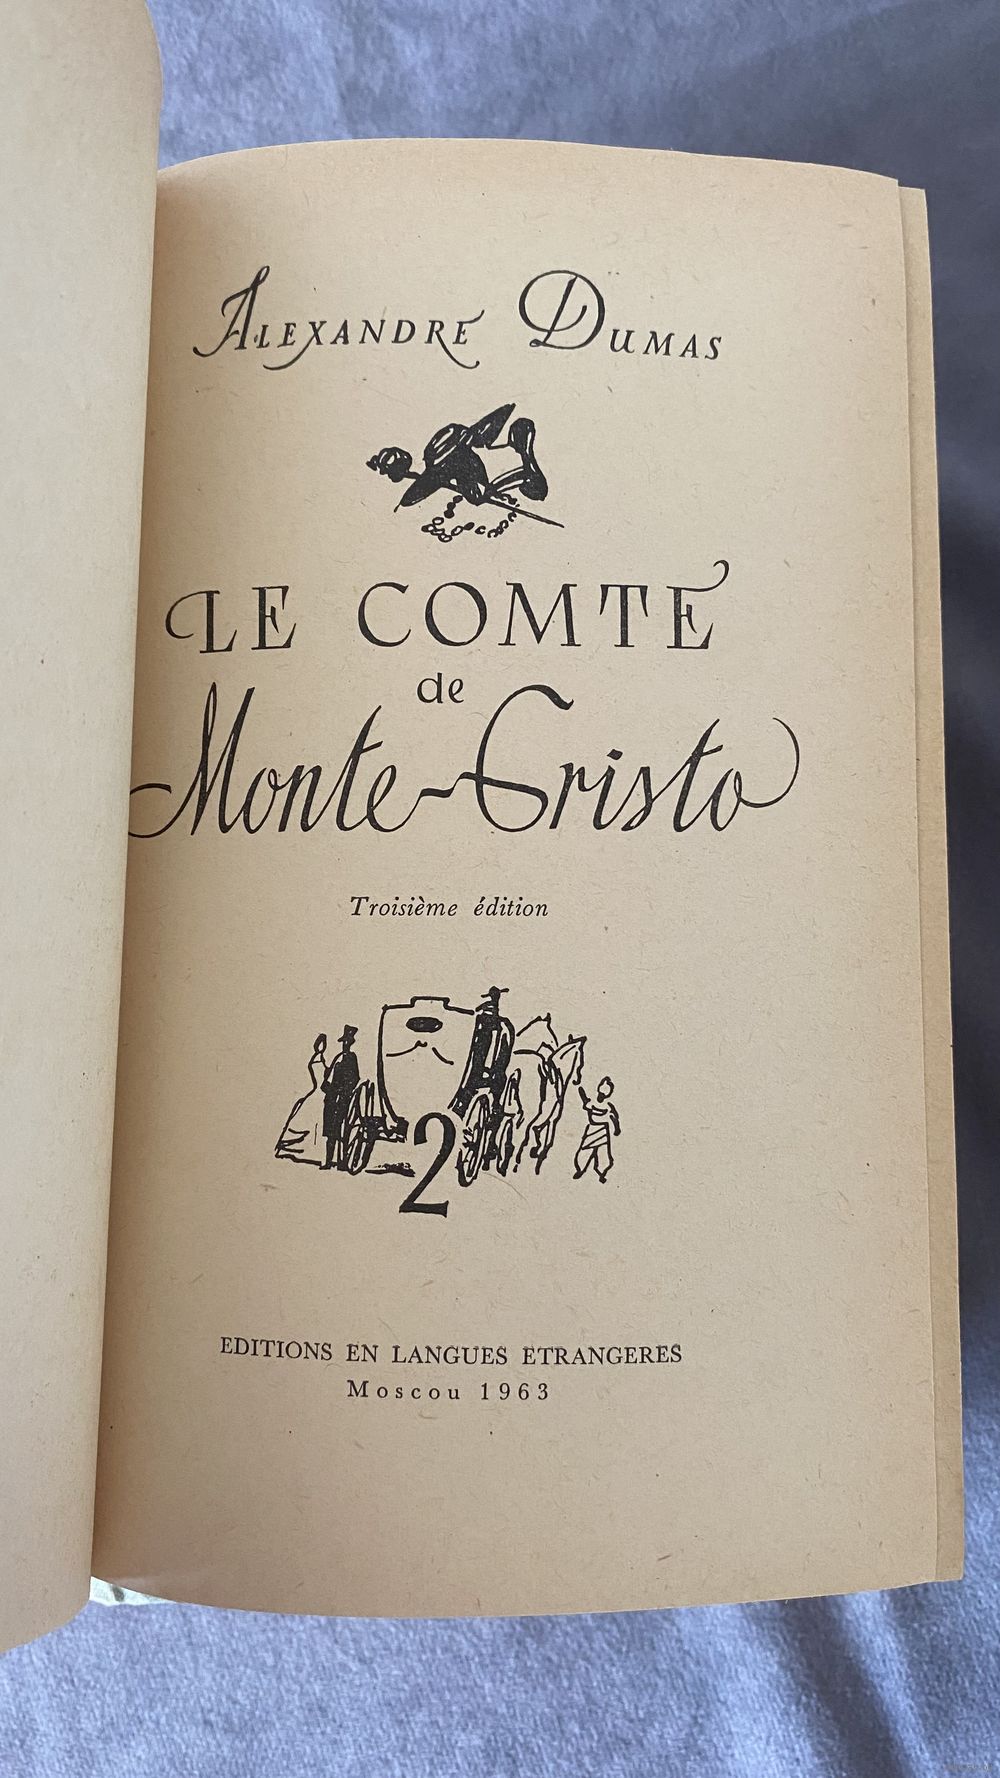 ALEXANDRE DUMAS
LE COMTE
de
Monte-Cristo
Troisième édition
2
EDITIONS EN LANGUES ETRANGERES
Moscou 1963